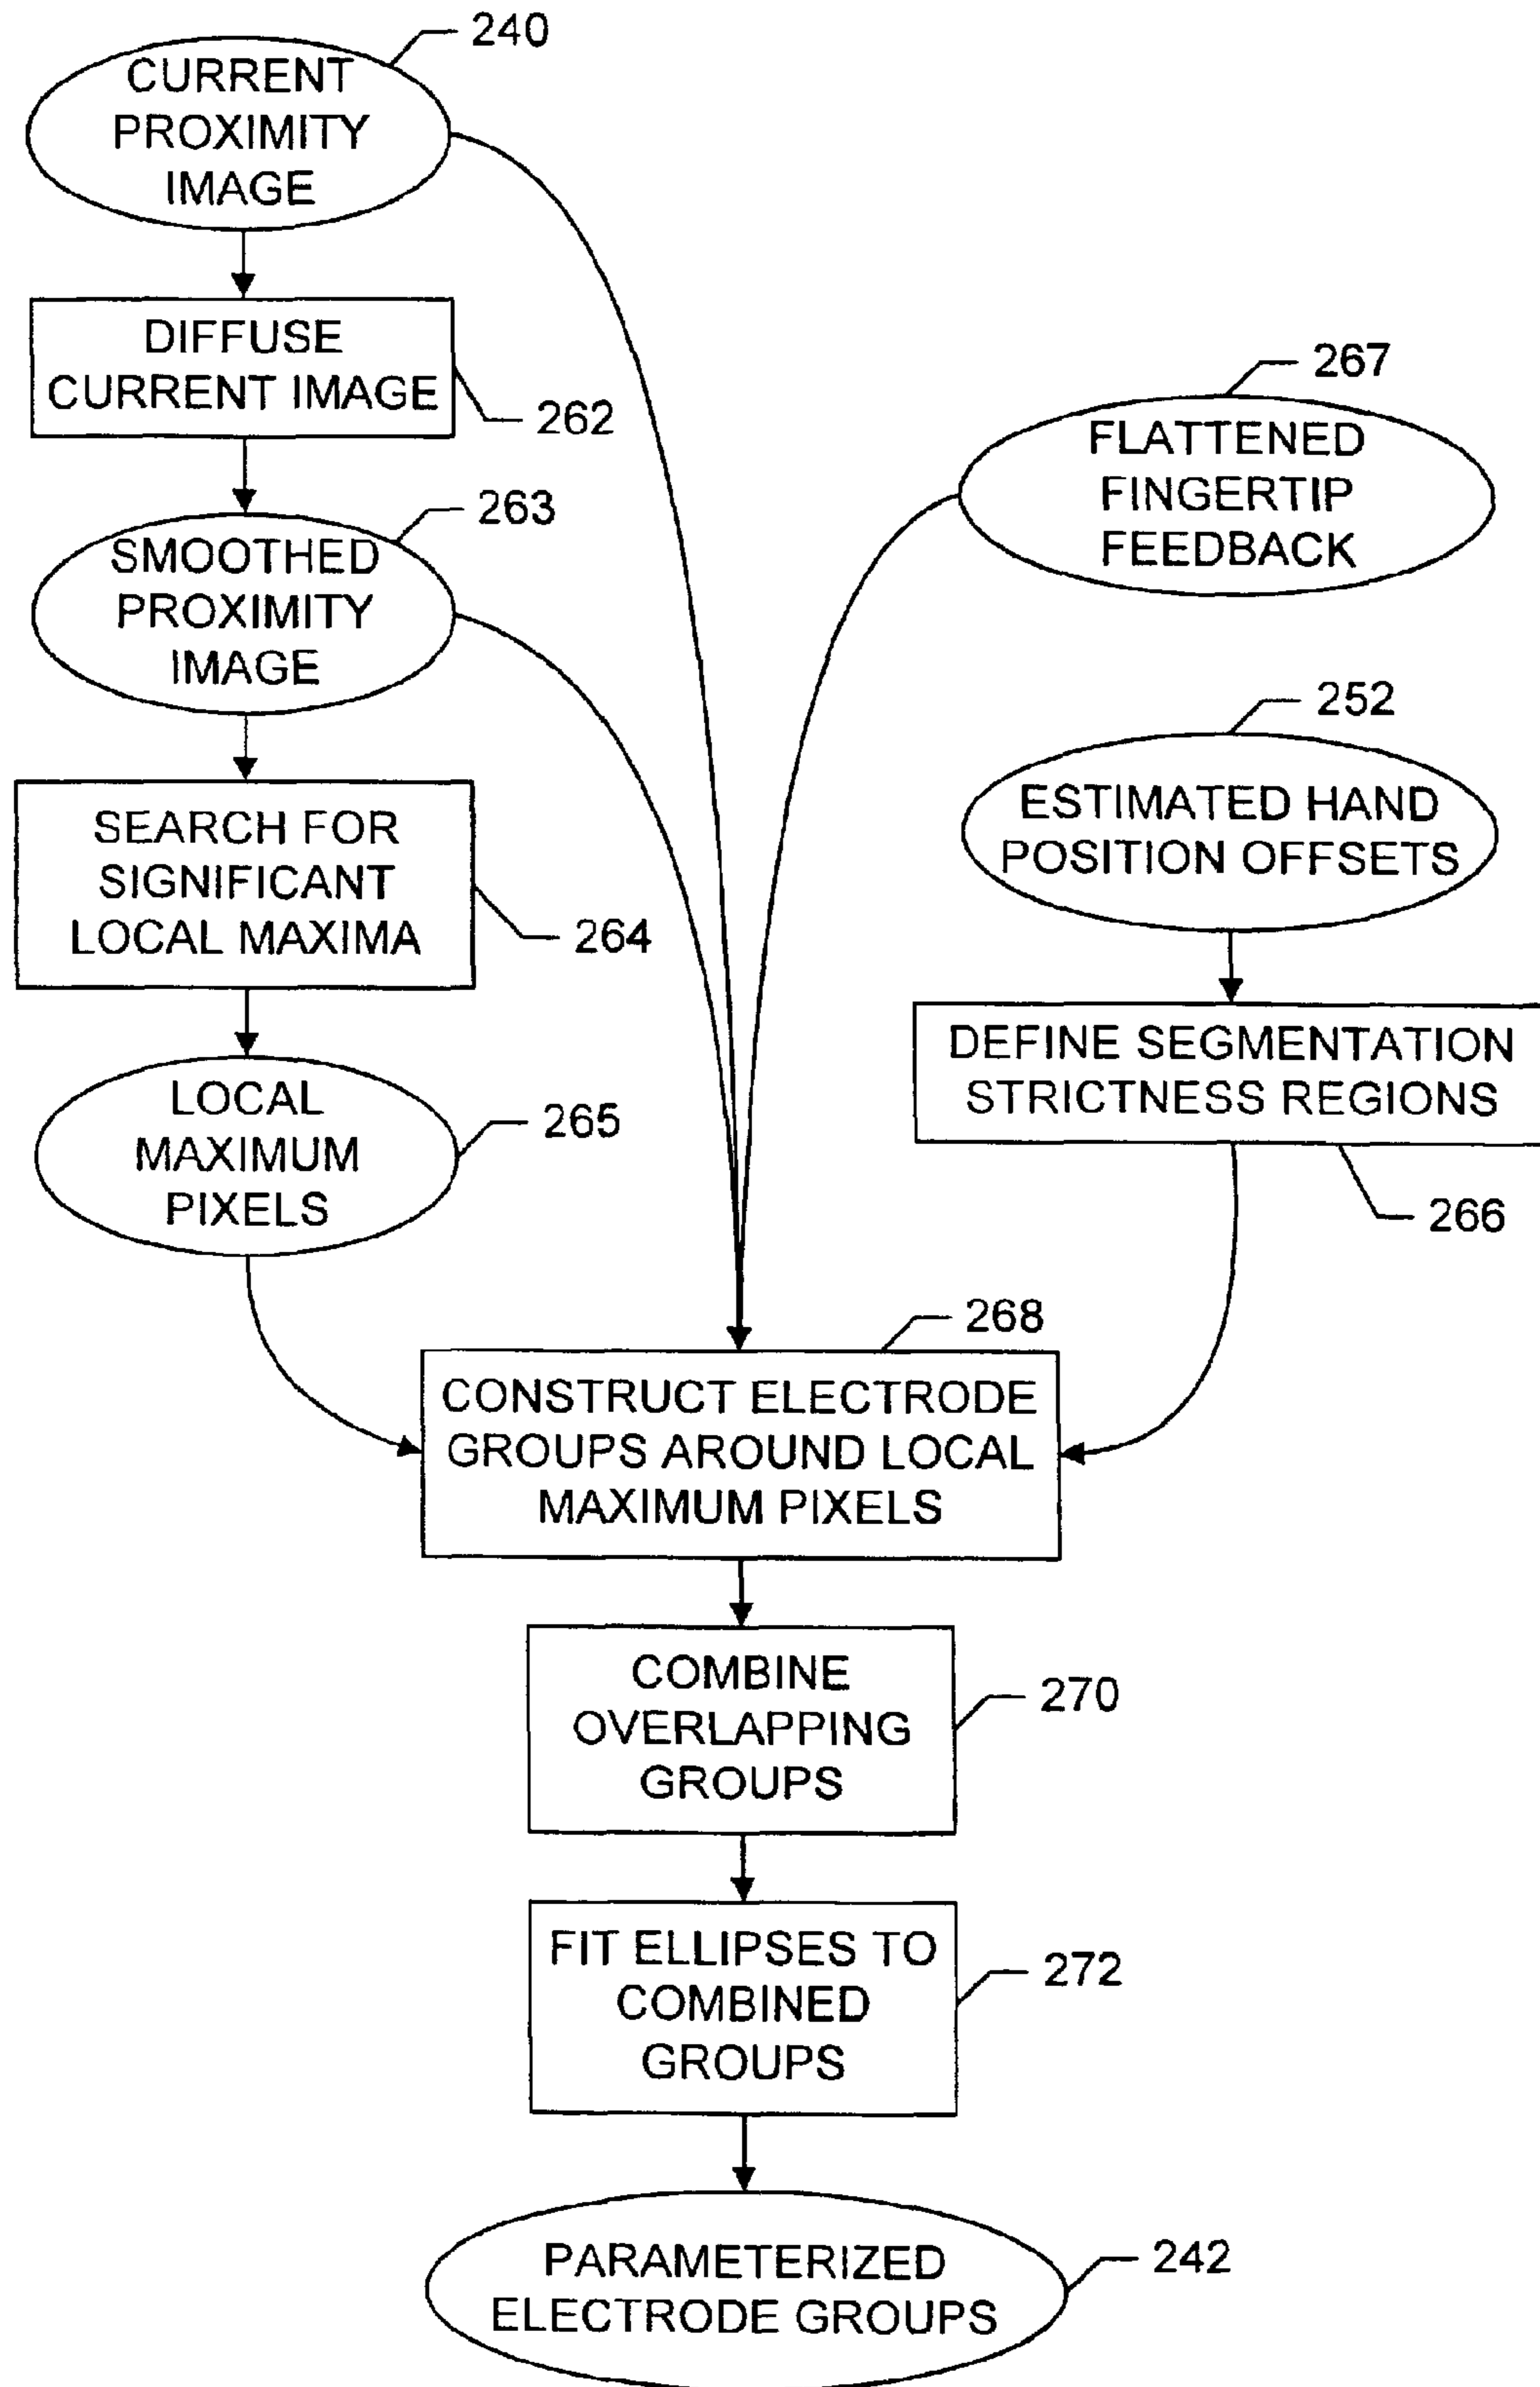 240
CURRENT
PROXIMITY
IMAGE
DIFFUSE
CURRENT IMAGE
262
263
SMOOTHED
PROXIMITY
IMAGE
SEARCH FOR
SIGNIFICANT
LOCAL MAXIMA
264
LOCAL
MAXIMUM
PIXELS
265
267
FLATTENED
FINGERTIP
FEEDBACK
252
ESTIMATED HAND
POSITION OFFSETS
DEFINE SEGMENTATION
STRICTNESS REGIONS
266
268
CONSTRUCT ELECTRODE
GROUPS AROUND LOCAL
MAXIMUM PIXELS
COMBINE
OVERLAPPING
GROUPS
270
FIT ELLIPSES TO
COMBINED
GROUPS
272
PARAMETERIZED
ELECTRODE GROUPS
242